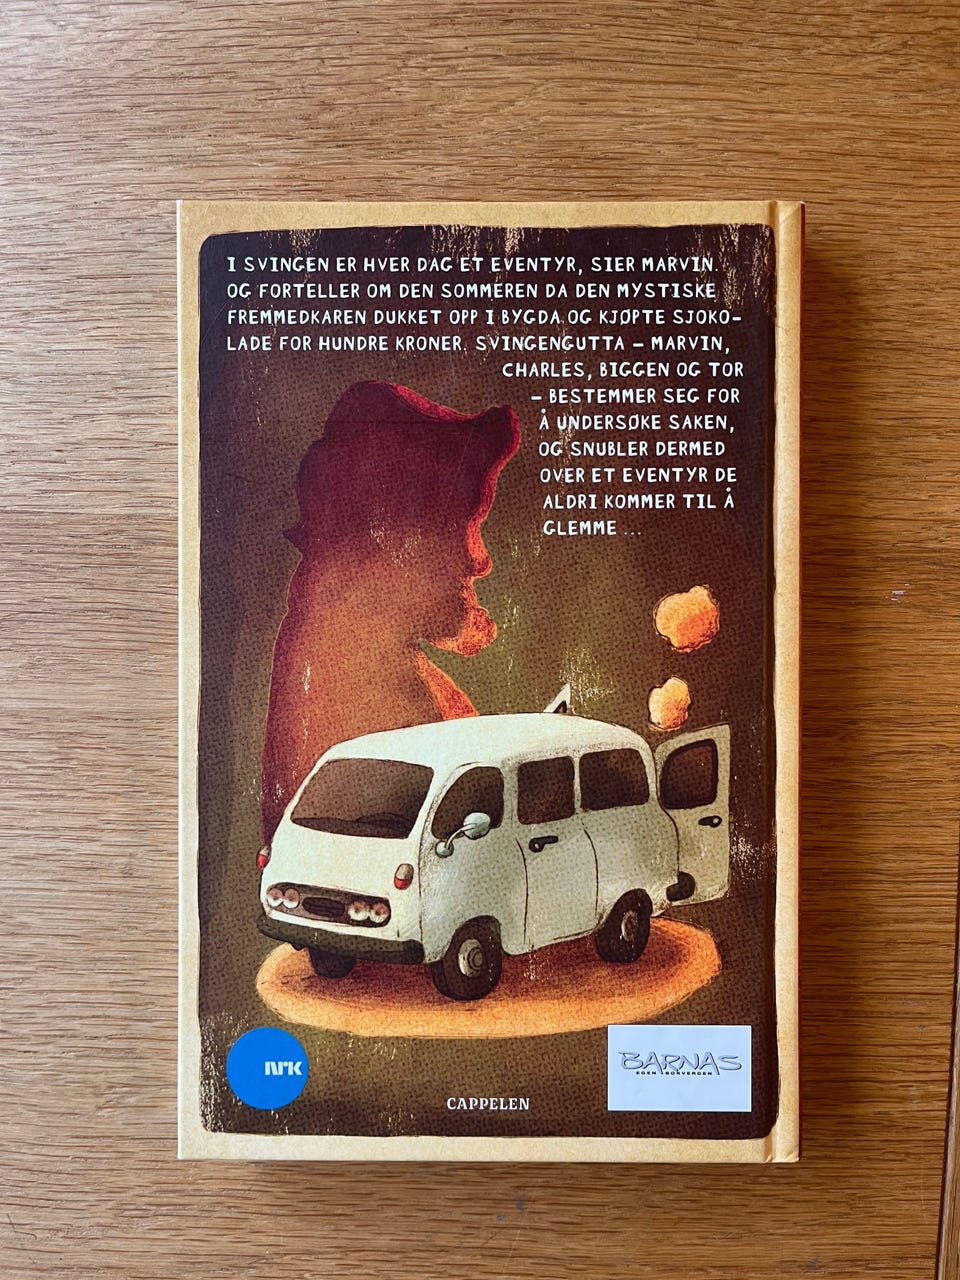 I SVINGEN ER HVER DAG ET EVENTYR, SIER MARVIN.
OG FORTELLER OM DEN SOMMEREN DA DEN MYSTISKE
FREMMEDKAREN DUKKET OPP I BYGDA OG KJØPTE SJOKO-
LADE FOR HUNDRE KRONER. SVINGENGUTTA – MARVIN,
CHARLES, BIGGEN OG TOR
– BESTEMMER SEG FOR
Å UNDERSØKE SAKEN,
OG SNUBLER DERMED
OVER ET EVENTYR DE
ALDRI KOMMER TIL Å
GLEMME ...
NRK
CAPPELEN
BARNAS
EGEN BOKVERDEN